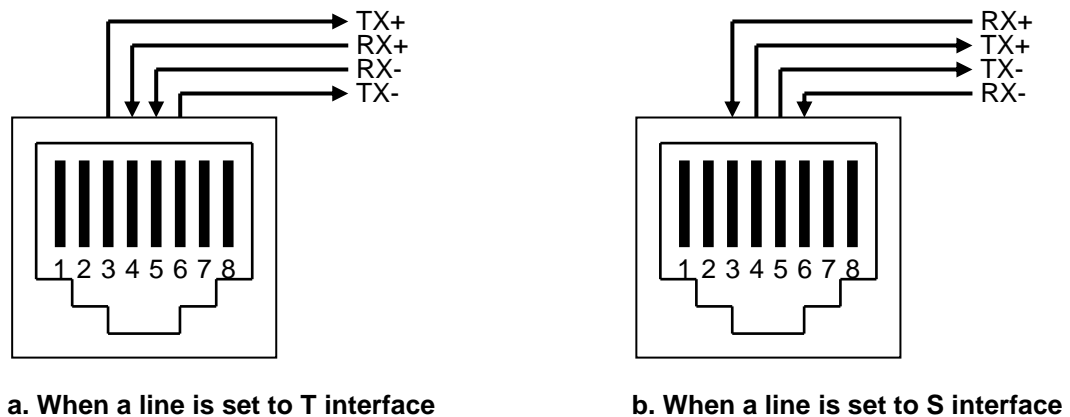 TX+
RX+
RX-
TX-
1 2 3 4 5 6 7 8
a. When a line is set to T interface
RX+
TX+
TX-
RX-
1 2 3 4 5 6 7 8
b. When a line is set to S interface